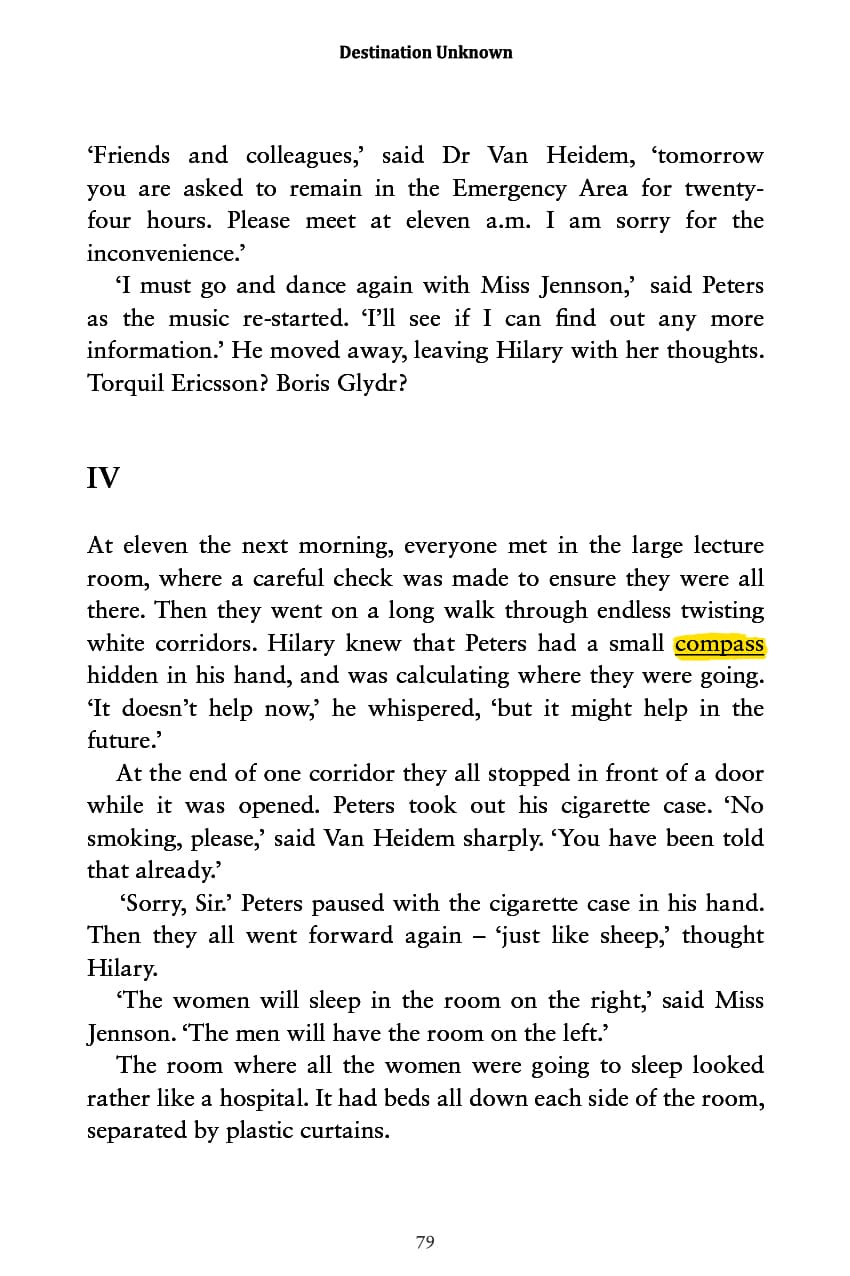 Destination Unknown
‘Friends and colleagues,’ said Dr Van Heidem, ‘tomorrow
you are asked to remain in the Emergency Area for twenty-
four hours. Please meet at eleven a.m. I am sorry for the
inconvenience.’
‘I must go and dance again with Miss Jennson,’ said Peters
as the music re-started. ‘I’ll see if I can find out any more
information.’ He moved away, leaving Hilary with her thoughts.
Torquil Ericsson? Boris Glydr?
IV
At eleven the next morning, everyone met in the large lecture
room, where a careful check was made to ensure they were all
there. Then they went on a long walk through endless twisting
white corridors. Hilary knew that Peters had a small compass
hidden in his hand, and was calculating where they were going.
‘It doesn’t help now,’ he whispered, ‘but it might help in the
future.’
At the end of one corridor they all stopped in front of a door
while it was opened. Peters took out his cigarette case. ‘No
smoking, please,’ said Van Heidem sharply. ‘You have been told
that already.’
‘Sorry, Sir.’ Peters paused with the cigarette case in his hand.
Then they all went forward again – ‘just like sheep,’ thought
Hilary.
‘The women will sleep in the room on the right,’ said Miss
Jennson. ‘The men will have the room on the left.’
The room where all the women were going to sleep looked
rather like a hospital. It had beds all down each side of the room,
separated by plastic curtains.
79